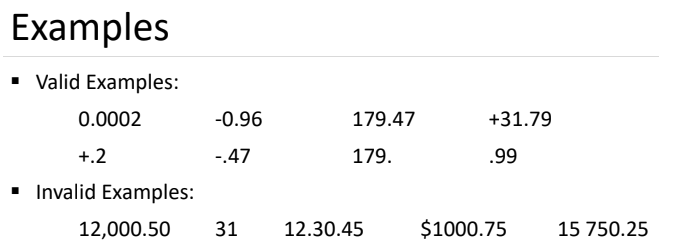 Examples
▪ Valid Examples:
0.0002 -0.96 179.47 +31.79
+.2 -.47 179. .99
▪ Invalid Examples:
12,000.50 31 12.30.45 $1000.75 15 750.25